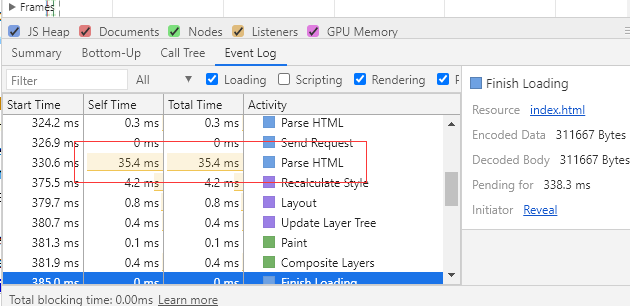 Frames
JS Heap Documents Nodes Listeners GPU Memory
Summary Bottom-Up Call Tree Event Log
Filter All Loading Scripting Rendering
Start Time Self Time Total Time Activity
324.2 ms 0.3 ms 0.3 ms Parse HTML
326.9 ms 0 ms 0 ms Send Request
330.6 ms 35.4 ms 35.4 ms Parse HTML
375.5 ms 4.2 ms 4.2 ms Recalculate Style
379.7 ms 0.8 ms 0.8 ms Layout
380.7 ms 0.4 ms 0.4 ms Update Layer Tree
381.3 ms 0.1 ms 0.1 ms Paint
381.9 ms 0.4 ms 0.4 ms Composite Layers
385.0 ms 0 ms 0 ms Finish Loading
Finish Loading
Resource index.html
Encoded Data 311667 Bytes
Decoded Body 311667 Bytes
Pending for 338.3 ms
Initiator Reveal
Total blocking time: 0.00ms Learn more